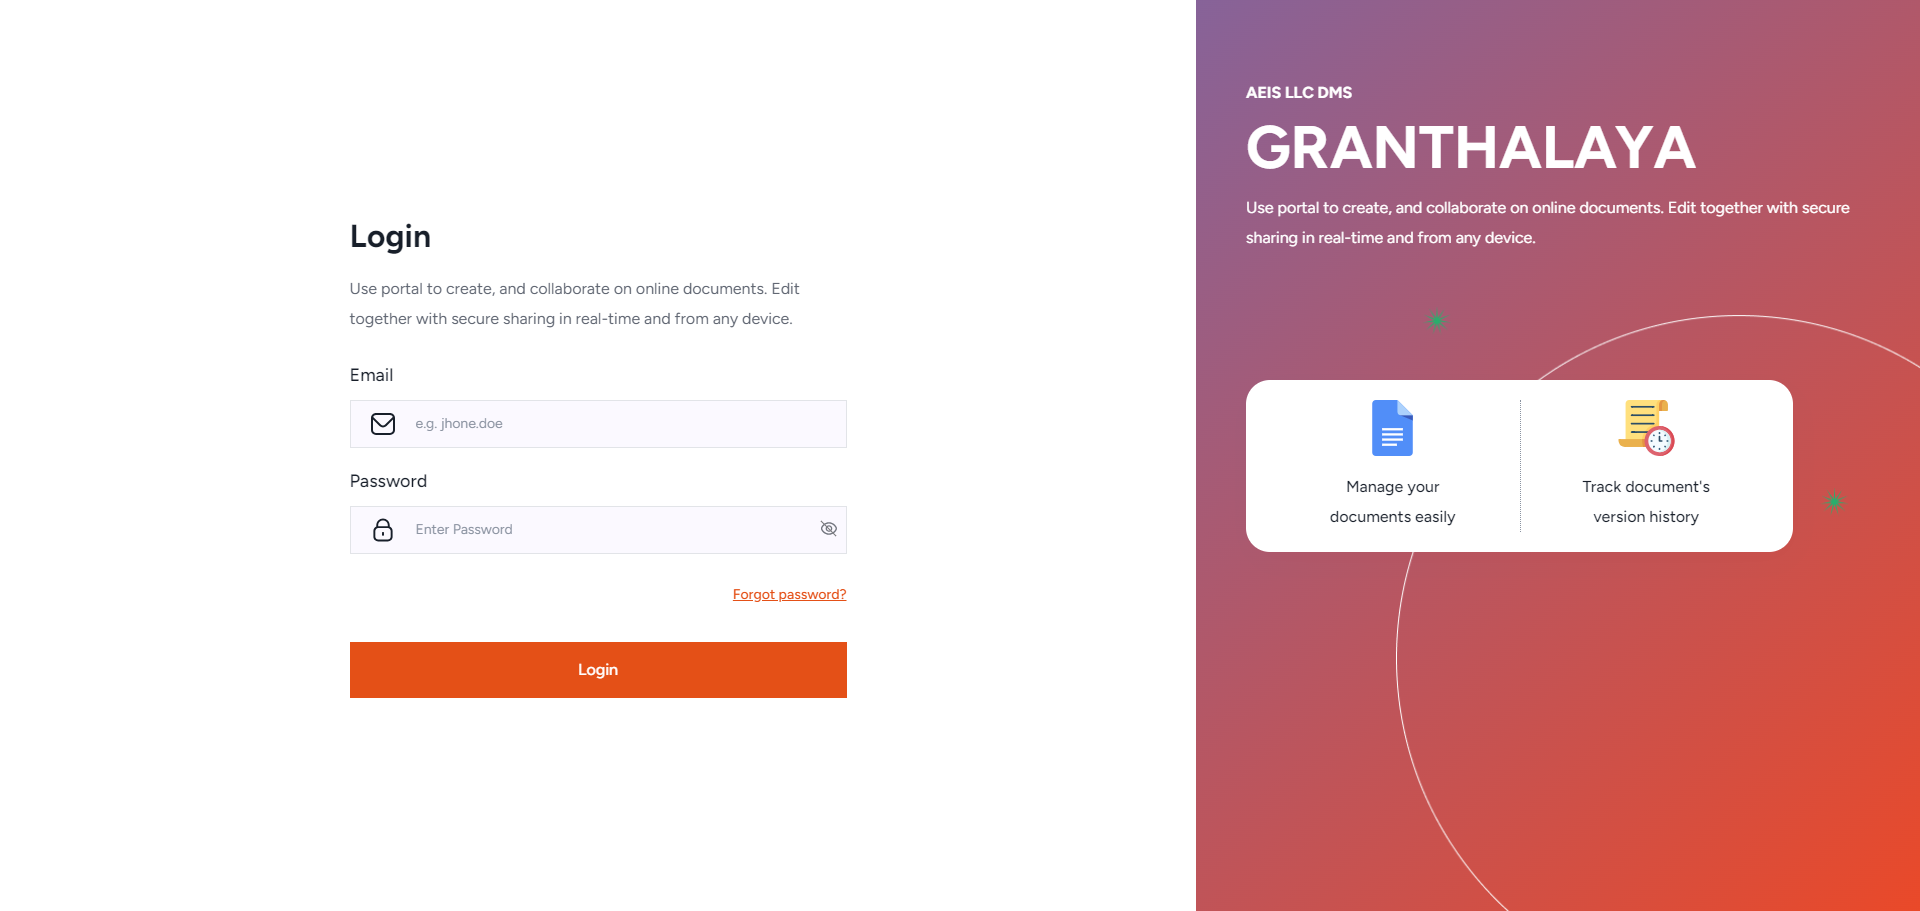 Login
Use portal to create, and collaborate on online documents. Edit
together with secure sharing in real-time and from any device.
Email
e.g. jhone.doe
Password
Enter Password
Forgot password?
Login
AEIS LLC DMS
GRANTHALAYA
Use portal to create, and collaborate on online documents. Edit together with secure
sharing in real-time and from any device.
Manage your
documents easily
Track document's
version history